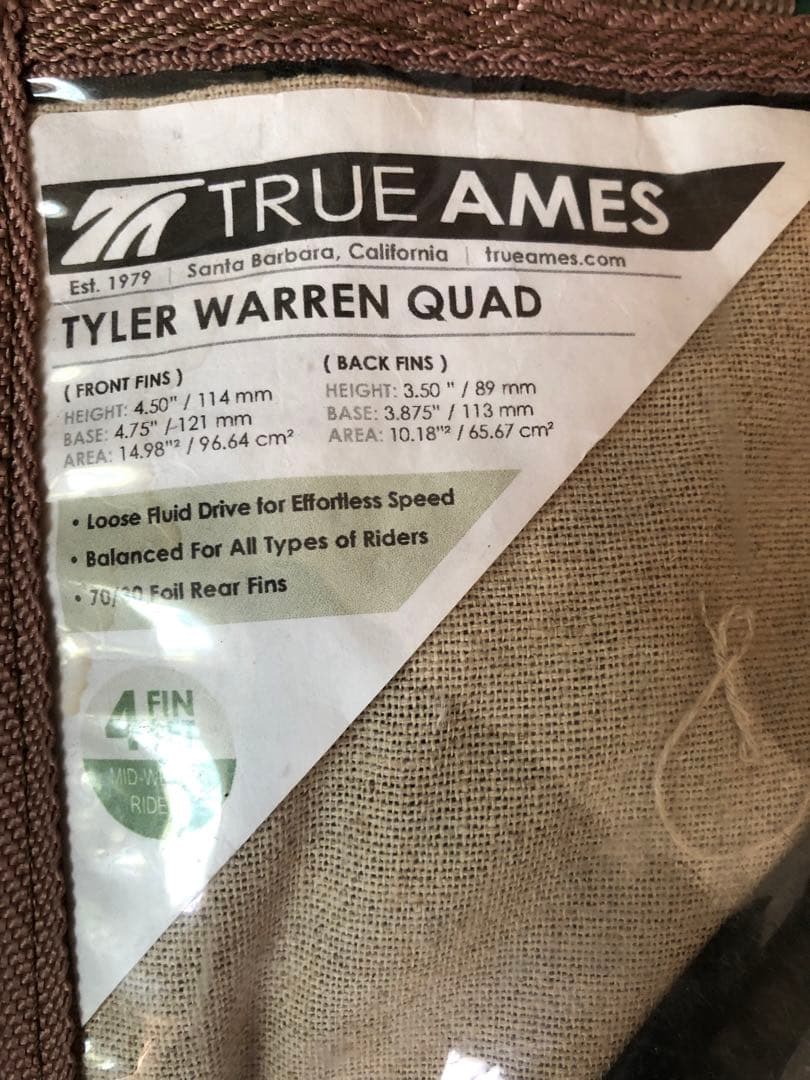 TRUE AMES
Est. 1979 | Santa Barbara, California | trueames.com
TYLER WARREN QUAD
( FRONT FINS )
HEIGHT: 4.50" / 114 mm
BASE: 4.75" / 121 mm
AREA: 14.98"² / 96.64 cm²
( BACK FINS )
HEIGHT: 3.50 " / 89 mm
BASE: 3.875" / 113 mm
AREA: 10.18"² / 65.67 cm²
• Loose Fluid Drive for Effortless Speed
• Balanced For All Types of Riders
• Foil Rear Fins
4 FIN